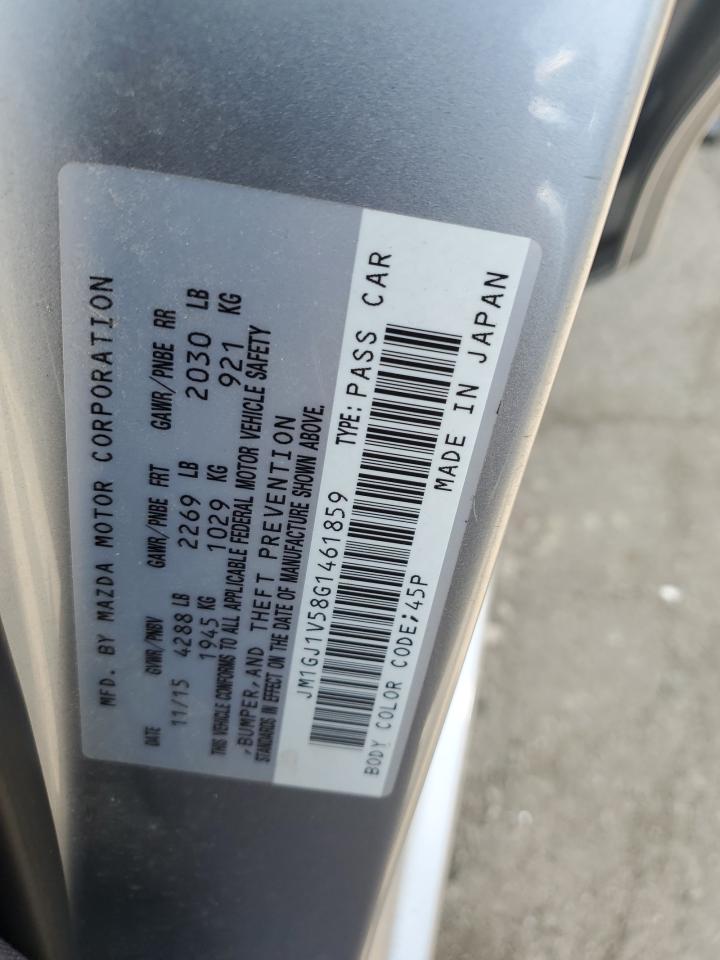 MFD. BY MAZDA MOTOR CORPORATION
DATE GVWR/PNBV GAWR/PNBE FRT GAWR/PNBE RR
11/15 4288 LB 2269 LB 2030 LB
1945 KG 1029 KG 921 KG
THIS VEHICLE CONFORMS TO ALL APPLICABLE FEDERAL MOTOR VEHICLE SAFETY
,BUMPER,AND THEFT PREVENTION
STANDARDS IN EFFECT ON THE DATE OF MANUFACTURE SHOWN ABOVE.
JM1GJ1V58G1461859 TYPE: PASS CAR
BODY COLOR CODE;45P MADE IN JAPAN